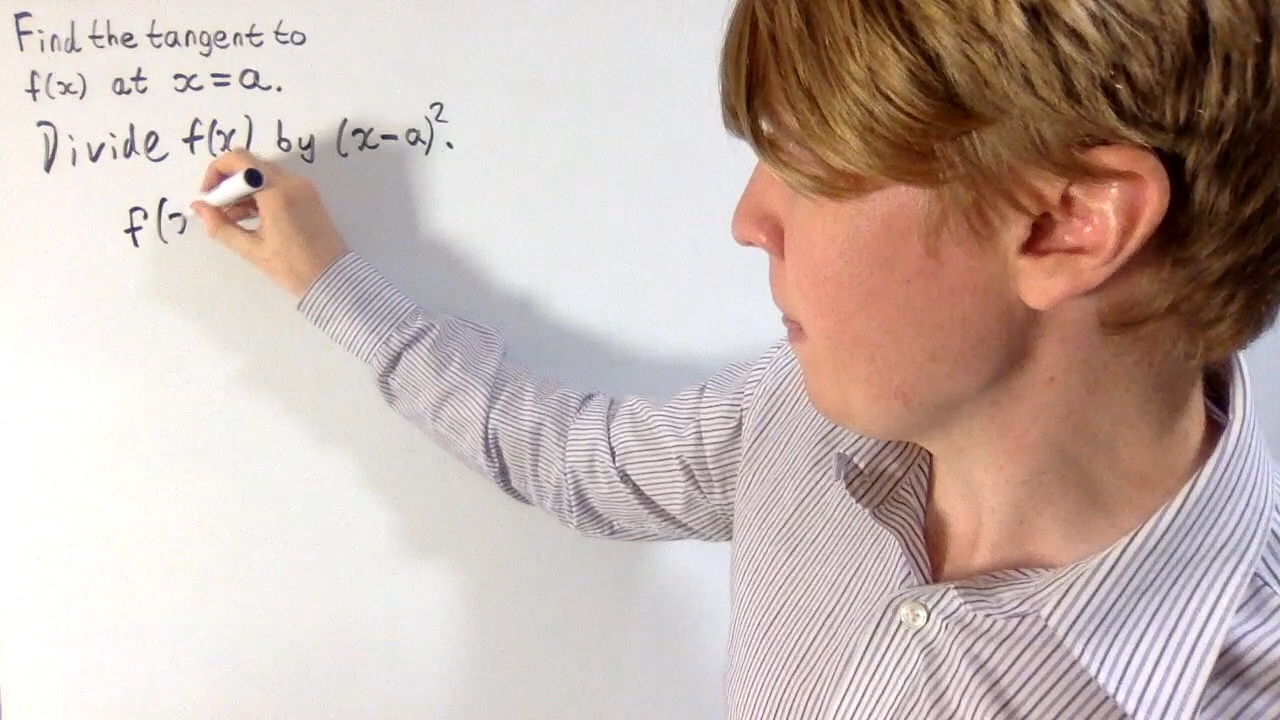 Find the tangent to
f(x) at x=a.
Divide f(x) by (x-a)².
f(x